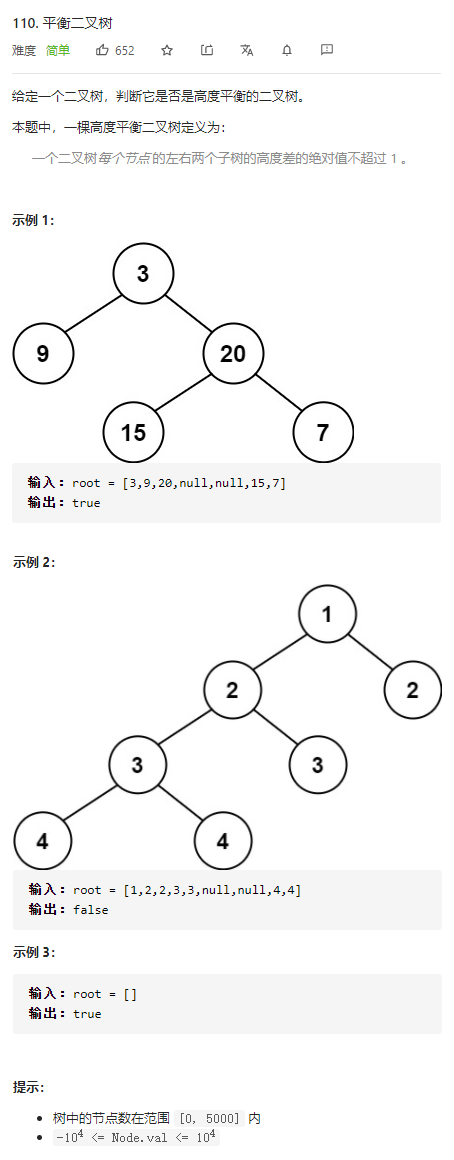 110. 平衡二叉树
难度 简单 652
给定一个二叉树，判断它是否是高度平衡的二叉树。
本题中，一棵高度平衡二叉树定义为：
一个二叉树每个节点 的左右两个子树的高度差的绝对值不超过 1 。
示例 1：
3
9 20
15 7
输入：root = [3,9,20,null,null,15,7]
输出：true
示例 2：
1
2 2
3 3
4 4
输入：root = [1,2,2,3,3,null,null,4,4]
输出：false
示例 3：
输入：root = []
输出：true
提示：
树中的节点数在范围 [0, 5000] 内
-10⁴ <= Node.val <= 10⁴